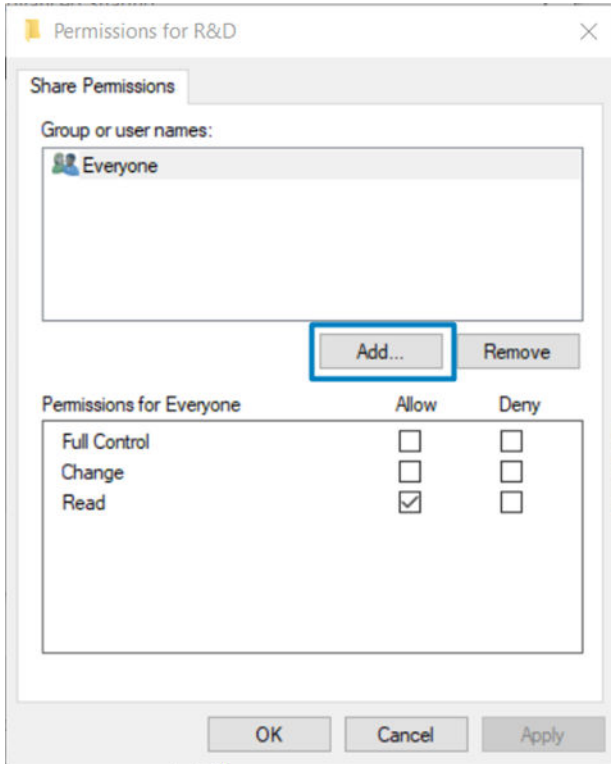 Permissions for R&D
Share Permissions
Group or user names:
Everyone
Add... Remove
Permissions for Everyone Allow Deny
Full Control
Change
Read
OK Cancel Apply